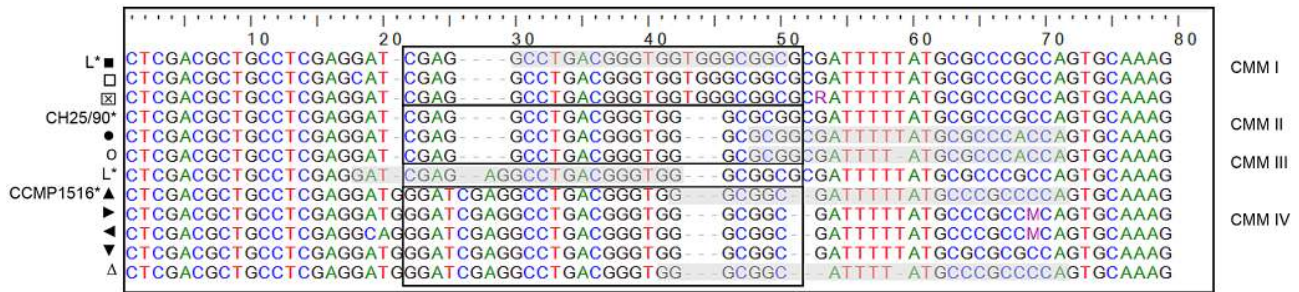 10 20 30 40 50 60 70 80
L*■ CTCGACGCTGCCTCGAGGAT-CGAG----GCCTGACGGGTGGTGGGCGGCGCGATTTTTATGCGCCCGCCAGTGCAAAG CMM I
□ CTCGACGCTGCCTCGAGCAT-CGAG----GCCTGACGGGTGGTGGGCGGCGCGATTTTTATGCGCCCGCCAGTGCAAAG
☒ CTCGACGCTGCCTCGAGGAT-CGAG----GCCTGACGGGTGGTGGGCGGCGCRATTTTTATGCGCCCGCCAGTGCAAAG
CH25/90* CTCGACGCTGCCTCGAGGAT-CGAG----GCCTGACGGGTGG---GCGCGGCGATTTTTATGCGCCCGCCAGTGCAAAG CMM II
● CTCGACGCTGCCTCGAGGAT-CGAG----GCCTGACGGGTGG---GCGCGGCGATTTTTATGCGCCCACCAGTGCAAAG
o CTCGACGCTGCCTCGAGGAT-CGAG----GCCTGACGGGTGG---GCGCGGCGATTTT-ATGCGCCCACCAGTGCAAAG CMM III
L* CTCGACGCTGCCTCGAGGAT-CGAG--AGGCCTGACGGGTGG---GCGGCGCGATTTTTATGCGCCCGCCAGTGCAAAG
CCMP1516*▲ CTCGACGCTGCCTCGAGGATGGGATCGAGGCCTGACGGGTGG---GCGGC--GATTTTTATGCCCGCCCCAGTGCAAAG
► CTCGACGCTGCCTCGAGGATGGGATCGAGGCCTGACGGGTGG---GCGGC--GATTTTTATGCCCGCCMCAGTGCAAAG CMM IV
◄ CTCGACGCTGCCTCGAGGCAGGGATCGAGGCCTGACGGGTGG---GCGGC--GATTTTTATGCCCGCCMCAGTGCAAAG
▼ CTCGACGCTGCCTCGAGGATGGGATCGAGGCCTGACGGGTGG---GCGGC--GATTTTTATGCGCGCCCCAGTGCAAAG
Δ CTCGACGCTGCCTCGAGGATGGGATCGAGGCCTGACGGGTGG---GCGGC---ATTTT-ATGCCCGCCCCAGTGCAAAG